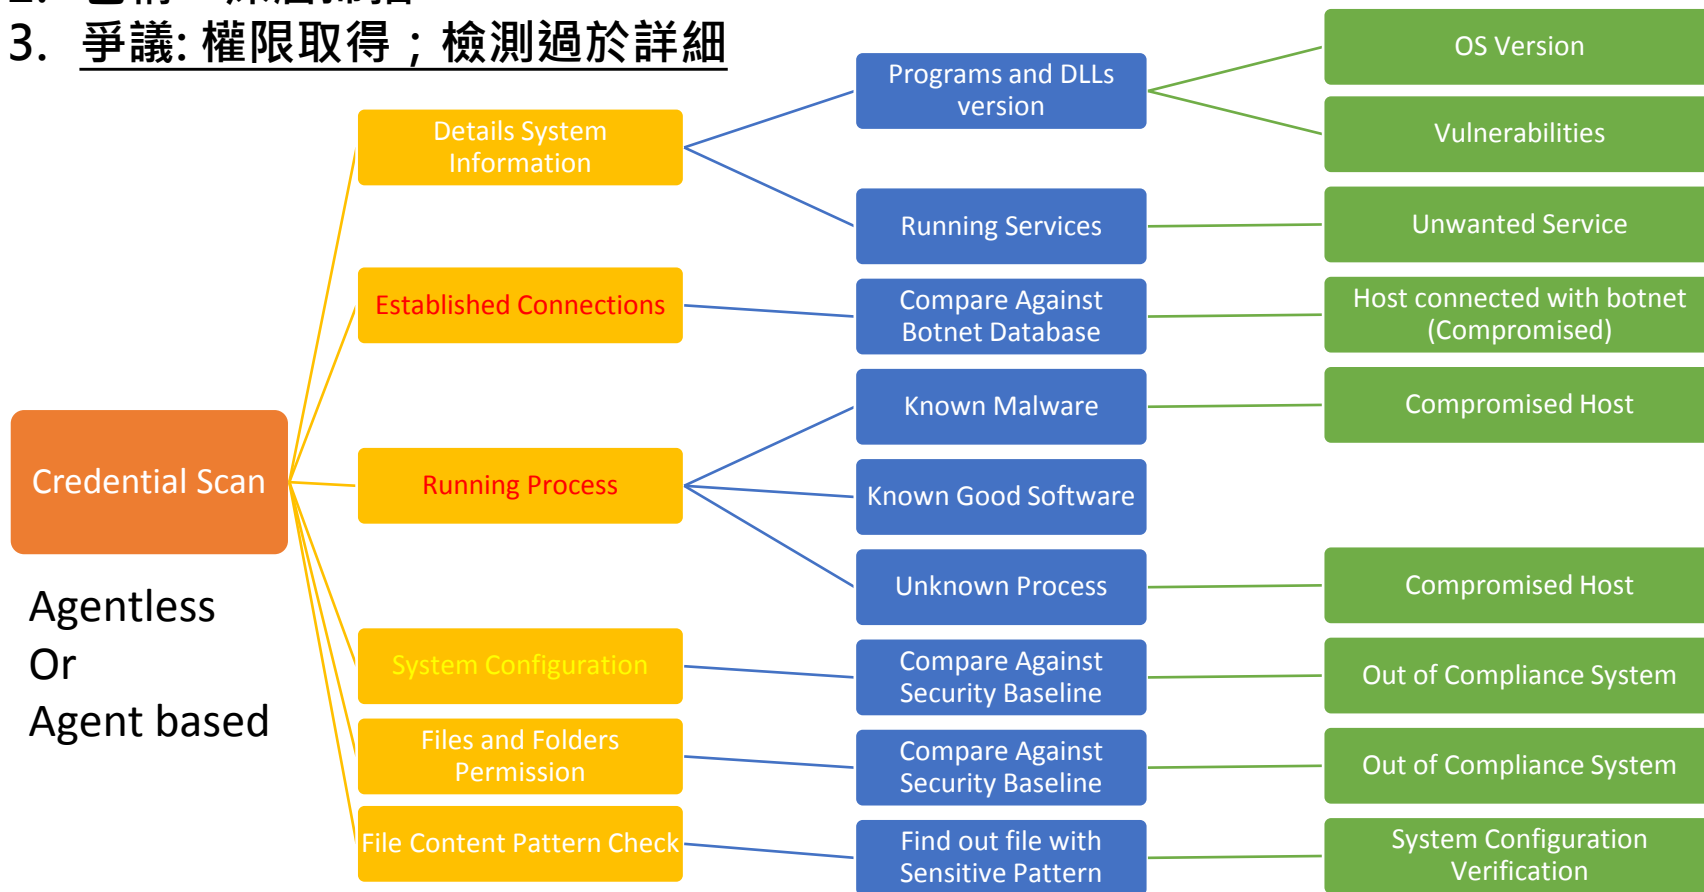 3. 爭議: 權限取得；檢測過於詳細
Credential Scan
Agentless
Or
Agent based
Details System
Information
Established Connections
Running Process
System Configuration
Files and Folders
Permission
File Content Pattern Check
Programs and DLLs
version
Running Services
Compare Against
Botnet Database
Known Malware
Known Good Software
Unknown Process
Compare Against
Security Baseline
Compare Against
Security Baseline
Find out file with
Sensitive Pattern
OS Version
Vulnerabilities
Unwanted Service
Host connected with botnet
(Compromised)
Compromised Host
Compromised Host
Out of Compliance System
Out of Compliance System
System Configuration
Verification